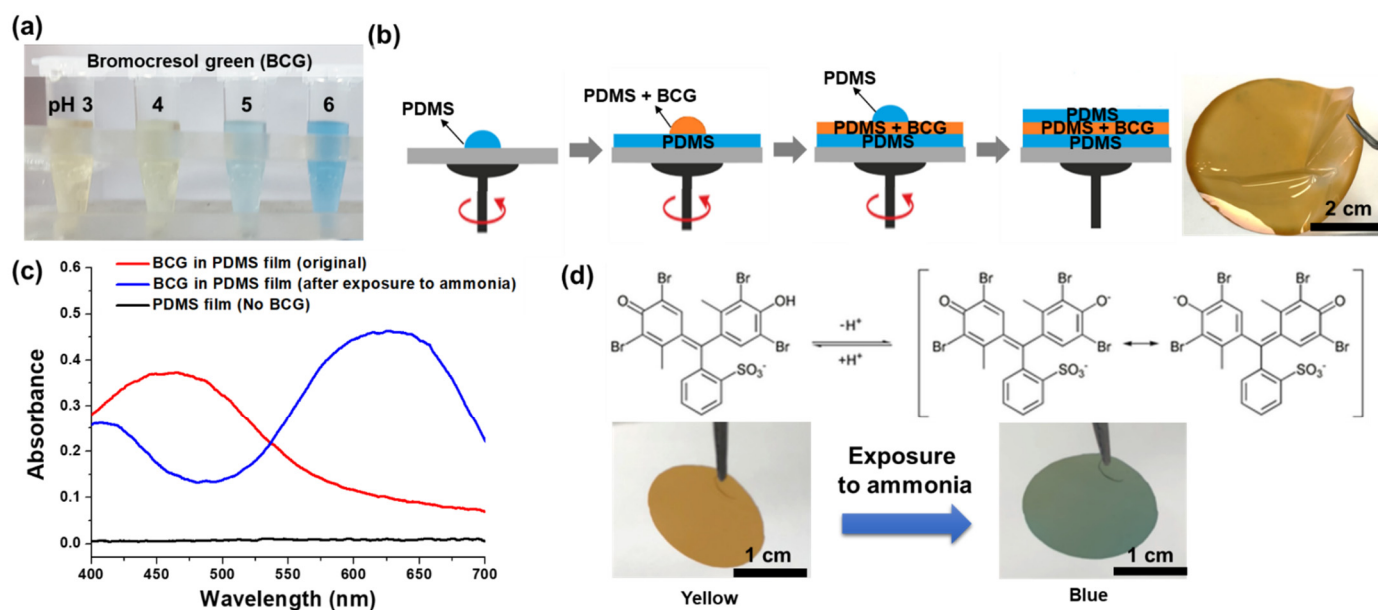 (a)
Bromocresol green (BCG)
pH 3
4
5
6
(b)
PDMS
PDMS + BCG
PDMS
PDMS
PDMS + BCG
PDMS
PDMS
PDMS + BCG
PDMS
2 cm
(c)
BCG in PDMS film (original)
BCG in PDMS film (after exposure to ammonia)
PDMS film (No BCG)
0.6
0.5
0.4
0.3
0.2
0.1
0.0
Absorbance
400
450
500
550
600
650
700
Wavelength (nm)
(d)
Br
Br
O
OH
Br
Br
SO3-
-H+
+H+
Br
Br
O
O-
Br
Br
SO3-
Br
Br
-O
O
Br
Br
SO3-
Exposure
to ammonia
1 cm
1 cm
Yellow
Blue